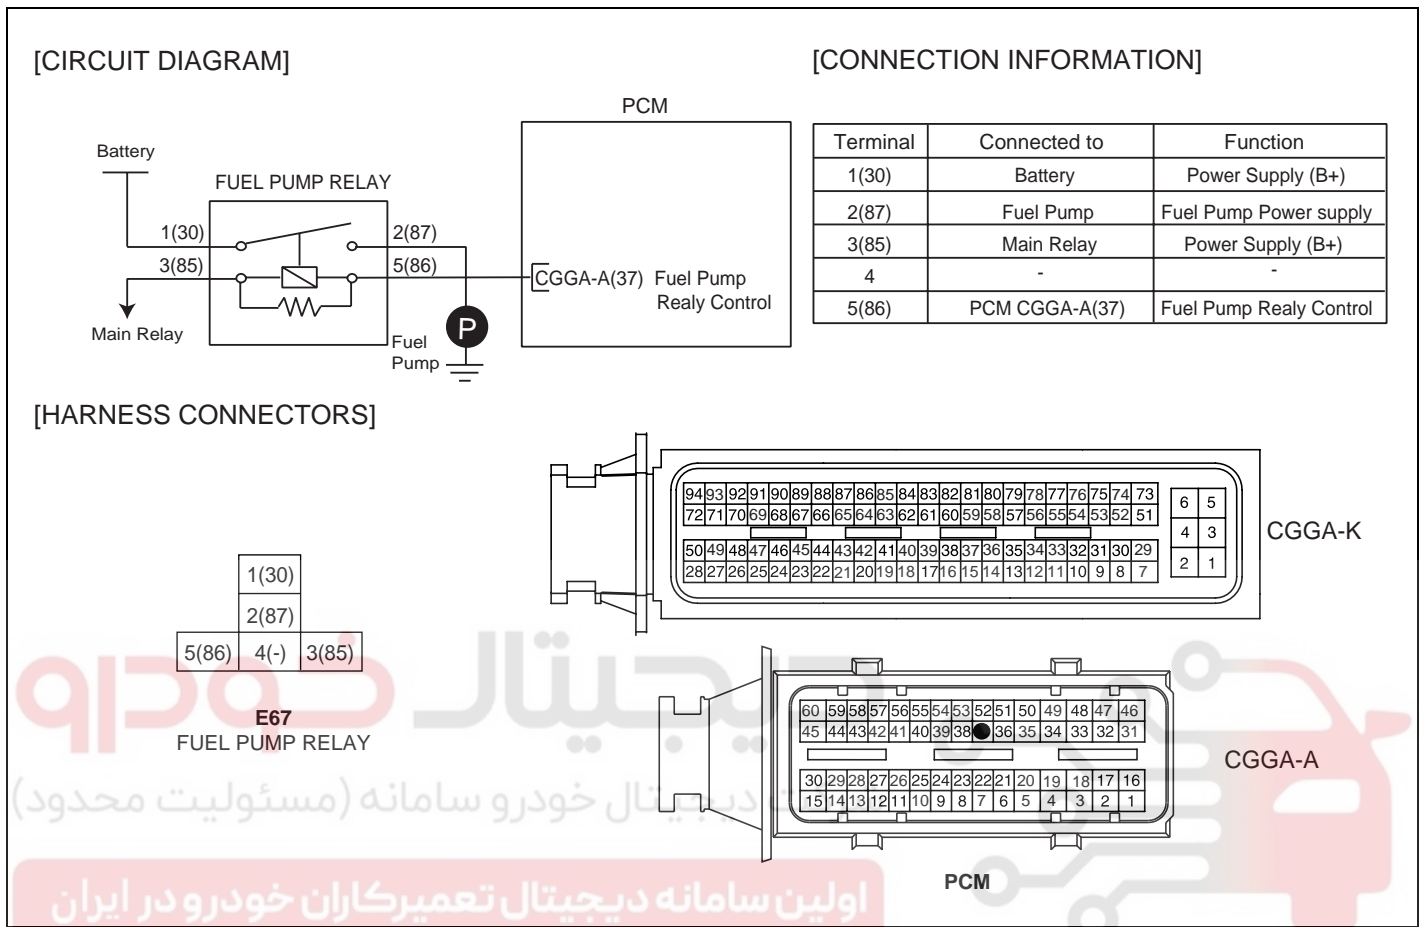 [CIRCUIT DIAGRAM]
PCM
Battery
FUEL PUMP RELAY
1(30)
2(87)
3(85)
5(86)
CGGA-A(37) Fuel Pump
Realy Control
Main Relay
P
Fuel
Pump
[CONNECTION INFORMATION]
Terminal Connected to Function
1(30) Battery Power Supply (B+)
2(87) Fuel Pump Fuel Pump Power supply
3(85) Main Relay Power Supply (B+)
4 - -
5(86) PCM CGGA-A(37) Fuel Pump Realy Control
[HARNESS CONNECTORS]
1(30)
2(87)
5(86) 4(-) 3(85)
E67
FUEL PUMP RELAY
94 93 92 91 90 89 88 87 86 85 84 83 82 81 80 79 78 77 76 75 74 73
72 71 70 69 68 67 66 65 64 63 62 61 60 59 58 57 56 55 54 53 52 51
50 49 48 47 46 45 44 43 42 41 40 39 38 37 36 35 34 33 32 31 30 29
28 27 26 25 24 23 22 21 20 19 18 17 16 15 14 13 12 11 10 9 8 7
6 5
4 3
2 1
CGGA-K
60 59 58 57 56 55 54 53 52 51 50 49 48 47 46
45 44 43 42 41 40 39 38 36 35 34 33 32 31
30 29 28 27 26 25 24 23 22 21 20 19 18 17 16
15 14 13 12 11 10 9 8 7 6 5 4 3 2 1
CGGA-A
PCM
دیجیتال خودرو
دیجیتال خودرو سامانه (مسئولیت محدود)
اولین سامانه دیجیتال تعمیرکاران خودرو در ایران